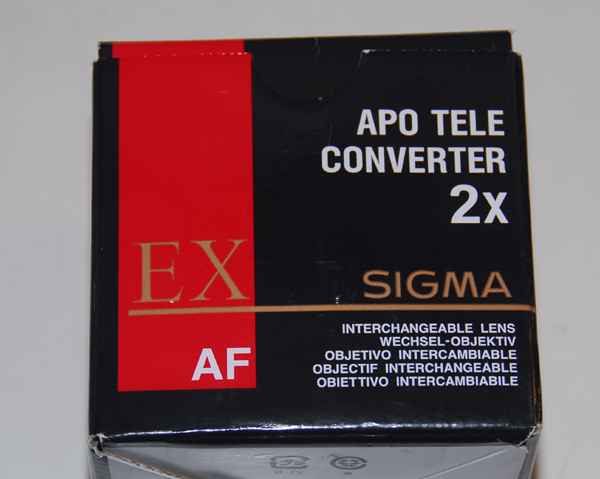 APO TELE
CONVERTER
2X
EX
SIGMA
INTERCHANGEABLE LENS
WECHSEL-OBJEKTIV
OBJETIVO INTERCAMBIABLE
OBJECTIF INTERCHANGEABLE
OBIETTIVO INTERCAMBIABILE
AF